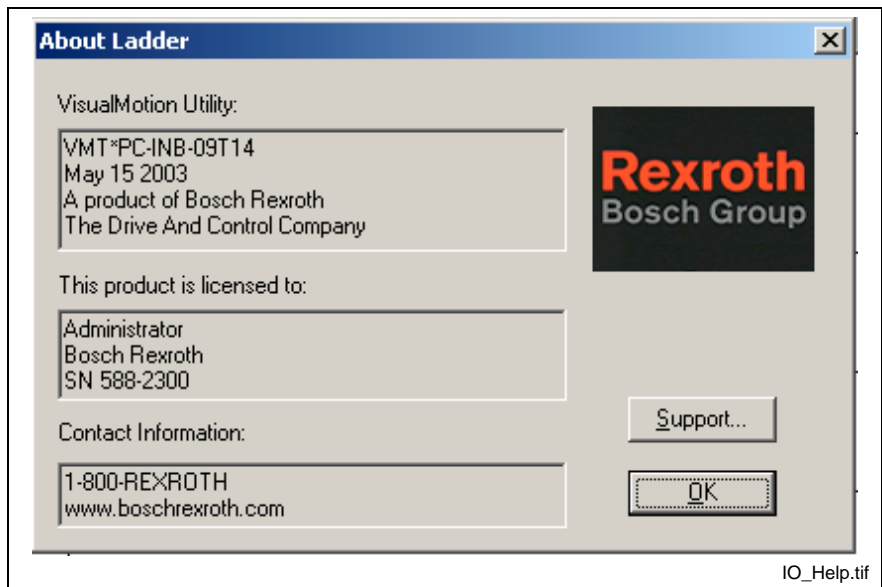 About Ladder
VisualMotion Utility:
VMT*PC-INB-09T14
May 15 2003
A product of Bosch Rexroth
The Drive And Control Company
Rexroth
Bosch Group
This product is licensed to:
Administrator
Bosch Rexroth
SN 588-2300
Support...
Contact Information:
1-800-REXROTH
www.boschrexroth.com
OK
IO_Help.tif